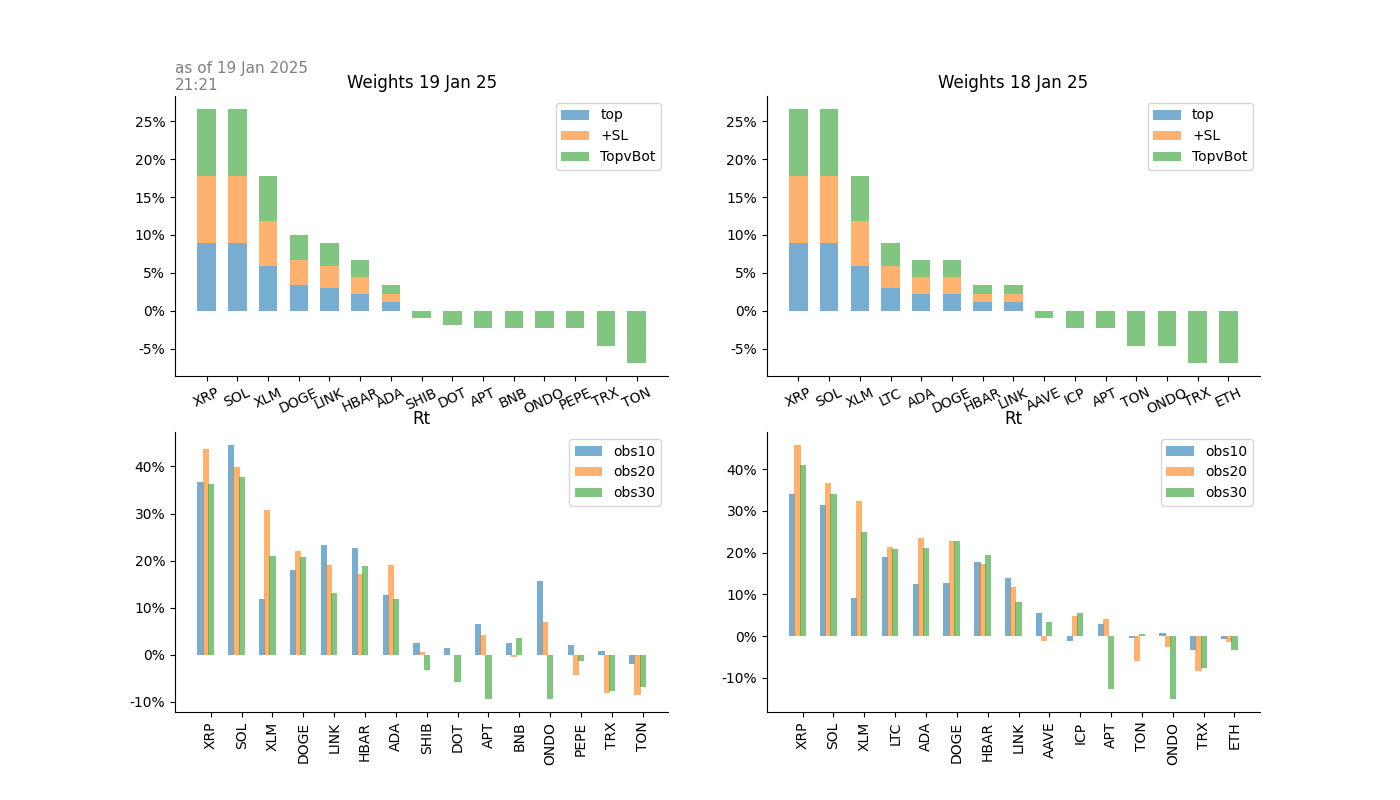 as of 19 Jan 2025
21:21
Weights 19 Jan 25
25%
20%
15%
10%
5%
0%
-5%
top
+SL
TopvBot
XRP SOL XLM DOGE LINK HBAR ADA SHIB DOT APT BNB ONDO PEPE TRX TON
Weights 18 Jan 25
25%
20%
15%
10%
5%
0%
-5%
top
+SL
TopvBot
XRP SOL XLM LTC ADA DOGE HBAR LINK AAVE ICP APT TON ONDO TRX ETH
Rt
40%
30%
20%
10%
0%
-10%
obs10
obs20
obs30
XRP SOL XLM DOGE LINK HBAR ADA SHIB DOT APT BNB ONDO PEPE TRX TON
Rt
40%
30%
20%
10%
0%
-10%
obs10
obs20
obs30
XRP SOL XLM LTC ADA DOGE HBAR LINK AAVE ICP APT TON ONDO TRX ETH